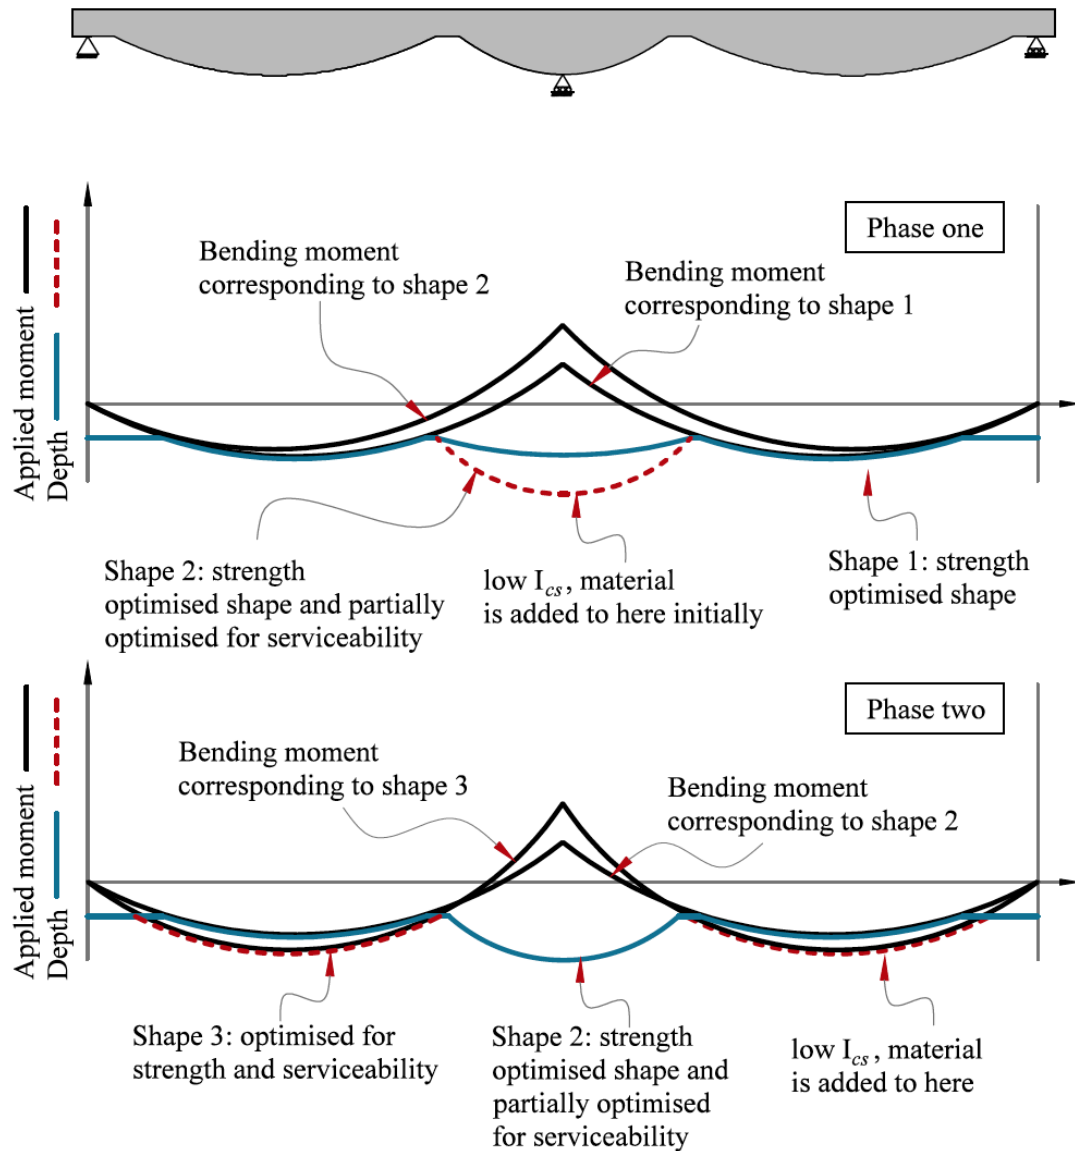 Phase one
Applied moment
Depth
Bending moment
corresponding to shape 2
Bending moment
corresponding to shape 1
Shape 2: strength
optimised shape and partially
optimised for serviceability
low Ics, material
is added to here initially
Shape 1: strength
optimised shape
Phase two
Applied moment
Depth
Bending moment
corresponding to shape 3
Bending moment
corresponding to shape 2
Shape 3: optimised for
strength and serviceability
Shape 2: strength
optimised shape and
partially optimised
for serviceability
low Ics, material
is added to here